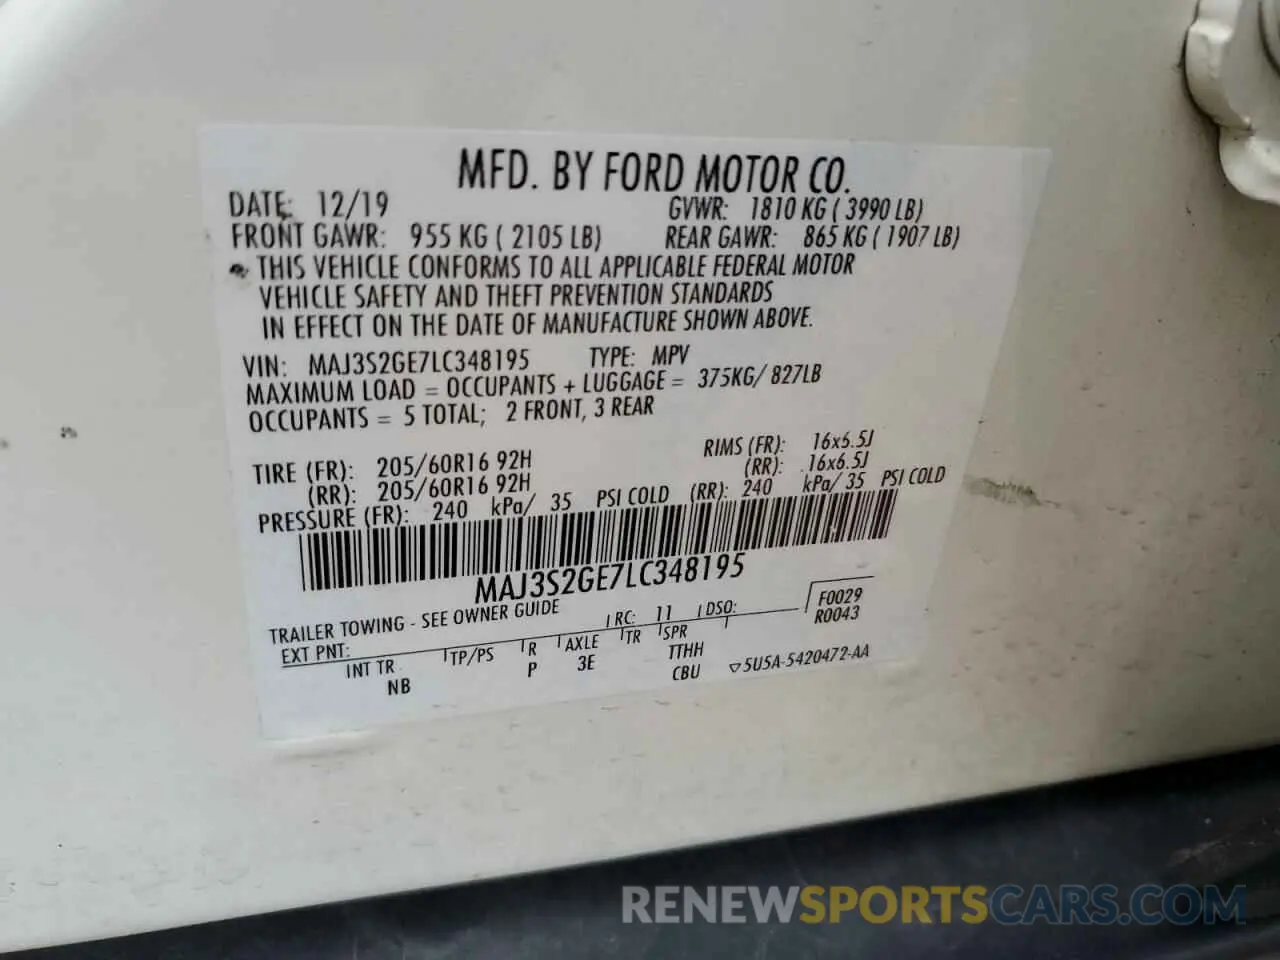 MFD. BY FORD MOTOR CO.
DATE: 12/19 GVWR: 1810 KG ( 3990 LB)
FRONT GAWR: 955 KG ( 2105 LB) REAR GAWR: 865 KG ( 1907 LB)
THIS VEHICLE CONFORMS TO ALL APPLICABLE FEDERAL MOTOR
VEHICLE SAFETY AND THEFT PREVENTION STANDARDS
IN EFFECT ON THE DATE OF MANUFACTURE SHOWN ABOVE.
VIN: MAJ3S2GE7LC348195 TYPE: MPV
MAXIMUM LOAD = OCCUPANTS + LUGGAGE = 375KG/ 827LB
OCCUPANTS = 5 TOTAL; 2 FRONT, 3 REAR
TIRE (FR): 205/60R16 92H RIMS (FR): 16x6.5J
(RR): 205/60R16 92H (RR): 16x6.5J
PRESSURE (FR): 240 kPa/ 35 PSI COLD (RR): 240 kPa/ 35 PSI COLD
MAJ3S2GE7LC348195
TRAILER TOWING - SEE OWNER GUIDE
EXT PNT: RC: 11 DSO: F0029
R0043
INT TR TP/PS R AXLE TR SPR
NB P 3E TTHH
CBU 5U5A-5420472-AA
RENEWSPORTSCARS.COM